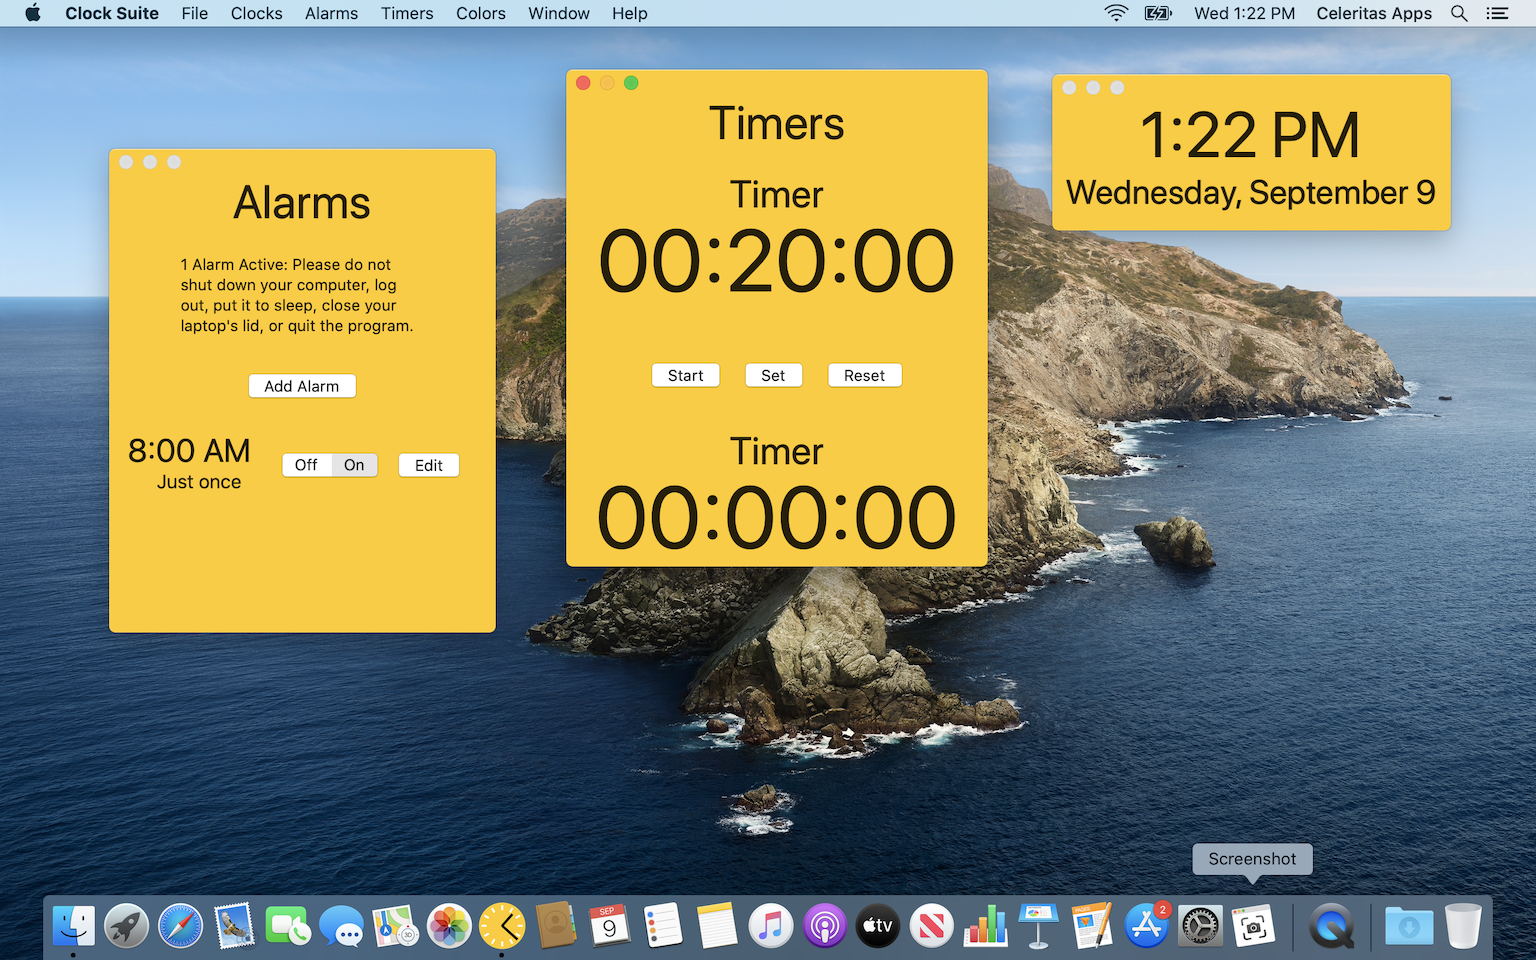 Clock Suite File Clocks Alarms Timers Colors Window Help Wed 1:22 PM Celeritas Apps
Alarms
1 Alarm Active: Please do not
shut down your computer, log
out, put it to sleep, close your
laptop's lid, or quit the program.
Add Alarm
8:00 AM
Just once
Off On Edit
Timers
Timer
00:20:00
Start Set Reset
Timer
00:00:00
1:22 PM
Wednesday, September 9
Screenshot
SEP
9
tv
PAGES
2
3D